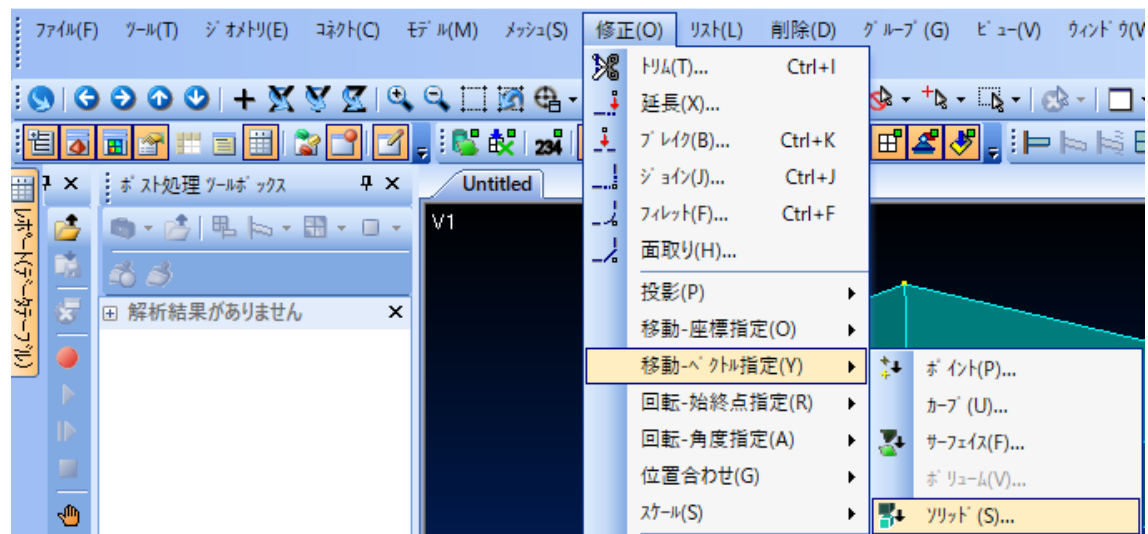 ﾌｧｲﾙ(F) ﾂｰﾙ(T) ｼﾞｵﾒﾄﾘ(E) ｺﾈｸﾄ(C) ﾓﾃﾞﾙ(M) ﾒｯｼｭ(S) 修正(O) ﾘｽﾄ(L) 削除(D) ｸﾞﾙｰﾌﾟ(G) ﾋﾞｭｰ(V) ｳｨﾝﾄﾞｳ(V
ﾄﾘﾑ(T)... Ctrl+I
延長(X)...
ﾌﾞﾚｲｸ(B)... Ctrl+K
ｼﾞｮｲﾝ(J)... Ctrl+J
ﾌｨﾚｯﾄ(F)... Ctrl+F
面取り(H)...
投影(P)
移動-座標指定(O)
移動-ﾍﾞｸﾄﾙ指定(Y)
回転-始終点指定(R)
回転-角度指定(A)
位置合わせ(G)
ｽｹｰﾙ(S)
ﾎﾟｲﾝﾄ(P)...
ｶｰﾌﾞ(U)...
ｻｰﾌｪｲｽ(F)...
ﾎﾞﾘｭｰﾑ(V)...
ｿﾘｯﾄﾞ(S)...
234
ﾎﾟｽﾄ処理 ﾂｰﾙﾎﾞｯｸｽ
Untitled
V1
解析結果がありません
レポート(データテーブル)